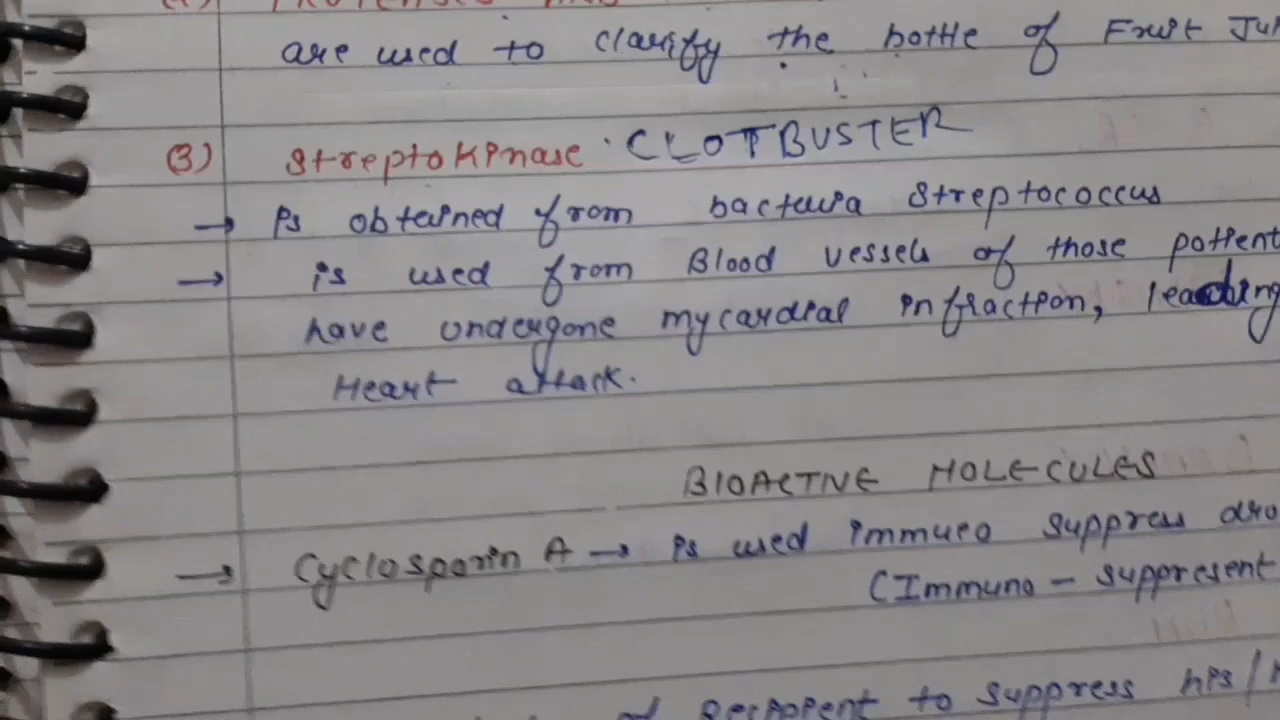 are used to clarify the bottle of Fruit Jui
(3) Streptokinase CLOTBUSTER
→ is obtained from bacteria Streptococcus
→ is used from Blood vessels of those patient
have undergone mycardial infraction, leading
Heart attack.
BIOACTIVE MOLECULES
→ Cyclosporin A → is used immuno suppress
(Immuno - suppresent
to suppress his/